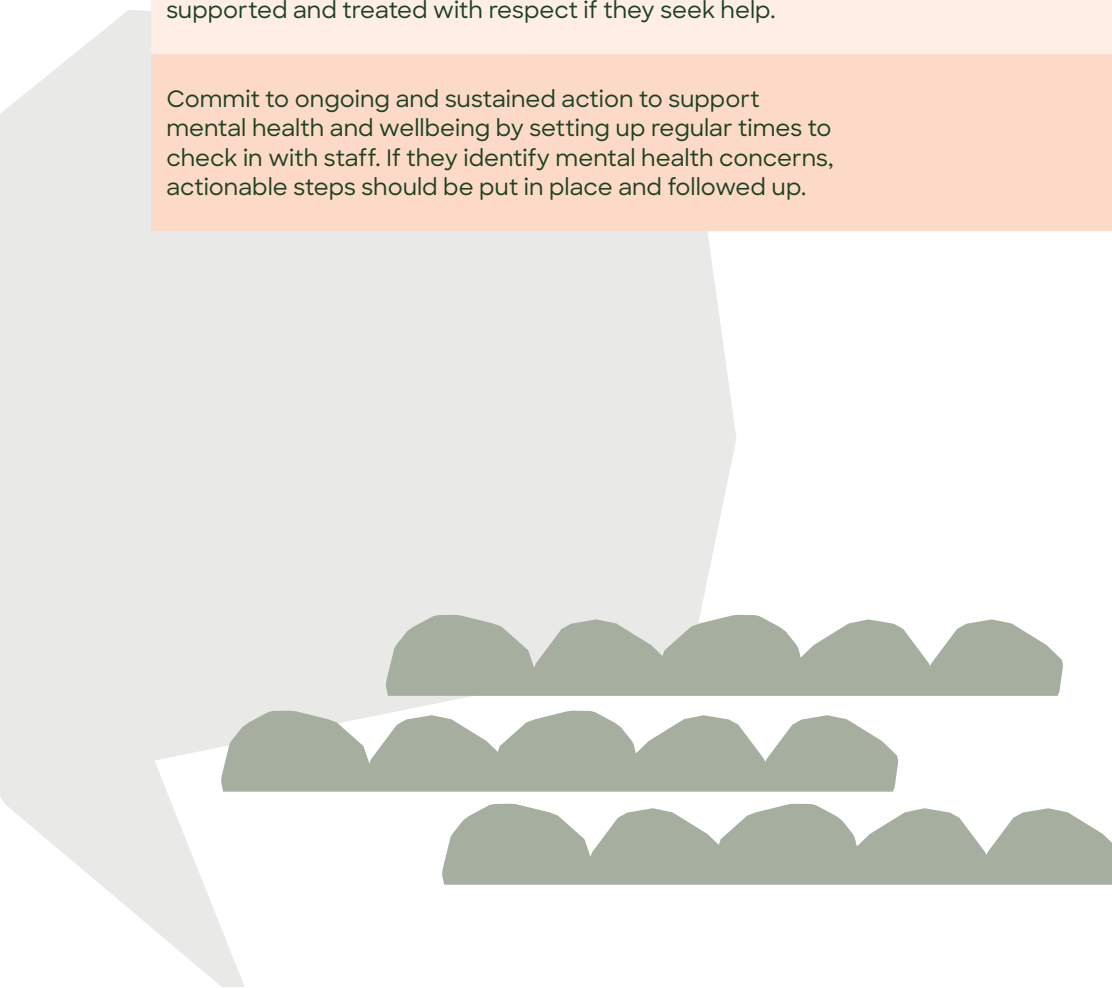 supported and treated with respect if they seek help.
Commit to ongoing and sustained action to support
mental health and wellbeing by setting up regular times to
check in with staff. If they identify mental health concerns,
actionable steps should be put in place and followed up.